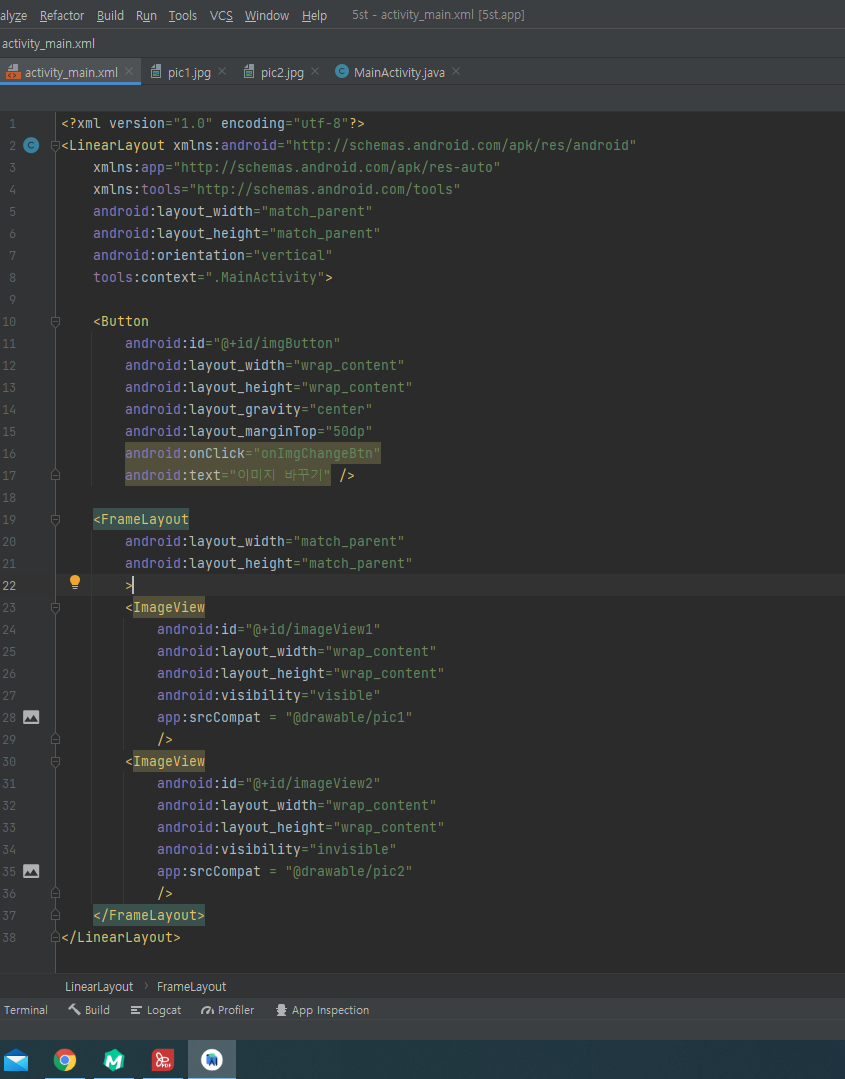 alyze Refactor Build Run Tools VCS Window Help 5st - activity_main.xml [5st.app]
activity_main.xml
activity_main.xml pic1.jpg pic2.jpg MainActivity.java
1 <?xml version="1.0" encoding="utf-8"?>
2 <LinearLayout xmlns:android="http://schemas.android.com/apk/res/android"
3 xmlns:app="http://schemas.android.com/apk/res-auto"
4 xmlns:tools="http://schemas.android.com/tools"
5 android:layout_width="match_parent"
6 android:layout_height="match_parent"
7 android:orientation="vertical"
8 tools:context=".MainActivity">
9
10 <Button
11 android:id="@+id/imgButton"
12 android:layout_width="wrap_content"
13 android:layout_height="wrap_content"
14 android:layout_gravity="center"
15 android:layout_marginTop="50dp"
16 android:onClick="onImgChangeBtn"
17 android:text="이미지 바꾸기" />
18
19 <FrameLayout
20 android:layout_width="match_parent"
21 android:layout_height="match_parent"
22 >
23 <ImageView
24 android:id="@+id/imageView1"
25 android:layout_width="wrap_content"
26 android:layout_height="wrap_content"
27 android:visibility="visible"
28 app:srcCompat = "@drawable/pic1"
29 />
30 <ImageView
31 android:id="@+id/imageView2"
32 android:layout_width="wrap_content"
33 android:layout_height="wrap_content"
34 android:visibility="invisible"
35 app:srcCompat = "@drawable/pic2"
36 />
37 </FrameLayout>
38 </LinearLayout>
LinearLayout › FrameLayout
Terminal Build Logcat Profiler App Inspection